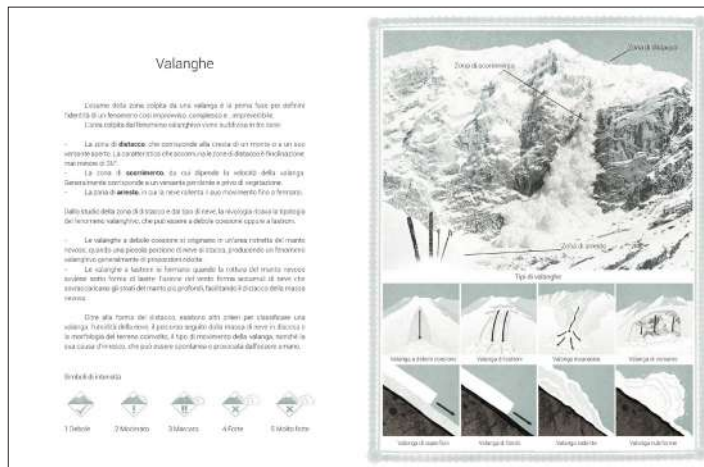 Valanghe
L'esame della zona colpita da una valanga è la prima fase per definire
l'identità di un fenomeno così improvviso, complesso e imprevedibile.
L'area colpita dal fenomeno valanghivo viene suddivisa in tre zone:
- La zona di distacco, che corrisponde alla cresta di un monte o a un suo
versante aperto. La caratteristica che accomuna le zone di distacco è l'inclinazione,
mai minore di
- La zona di scorrimento, da cui dipende la velocità della valanga.
Generalmente corrisponde a un versante pendente e privo di vegetazione.
- La zona di arresto, in cui la neve rallenta il suo movimento fino a fermarsi.
Dallo studio della zona di distacco e dal tipo di neve, la nivologia ricava la tipologia
del fenomeno valanghivo, che può essere a debole coesione oppure a lastroni.
- Le valanghe a debole coesione si originano in un'area ristretta del manto
nevoso, quando una piccola porzione di neve si stacca, producendo un fenomeno
valanghivo generalmente di proporzioni ridotte.
- Le valanghe a lastroni si formano quando la rottura del manto nevoso
avviene sotto forma di lastre: l'azione del vento forma accumuli di neve che
sovraccaricano gli strati del manto più profondi, facilitando il distacco della massa
nevosa.
Oltre alla forma del distacco, esistono altri criteri per classificare una
valanga: l'umidità della neve, il percorso seguito dalla massa di neve in discesa e
la morfologia del terreno coinvolto, il tipo di movimento della valanga, nonché la
sua causa d'innesco, che può essere spontanea o provocata dall'essere umano.
Simboli di intensità
1 Debole 2 Moderato 3 Marcato 4 Forte 5 Molto forte
Zona di distacco
Zona di scorrimento
Zona di arresto
Tipi di valanghe
Valanga a debole coesione Valanga a lastroni Valanga incanalata Valanga di versante
Valanga di superficie Valanga di fondo Valanga radente Valanga nubiforme